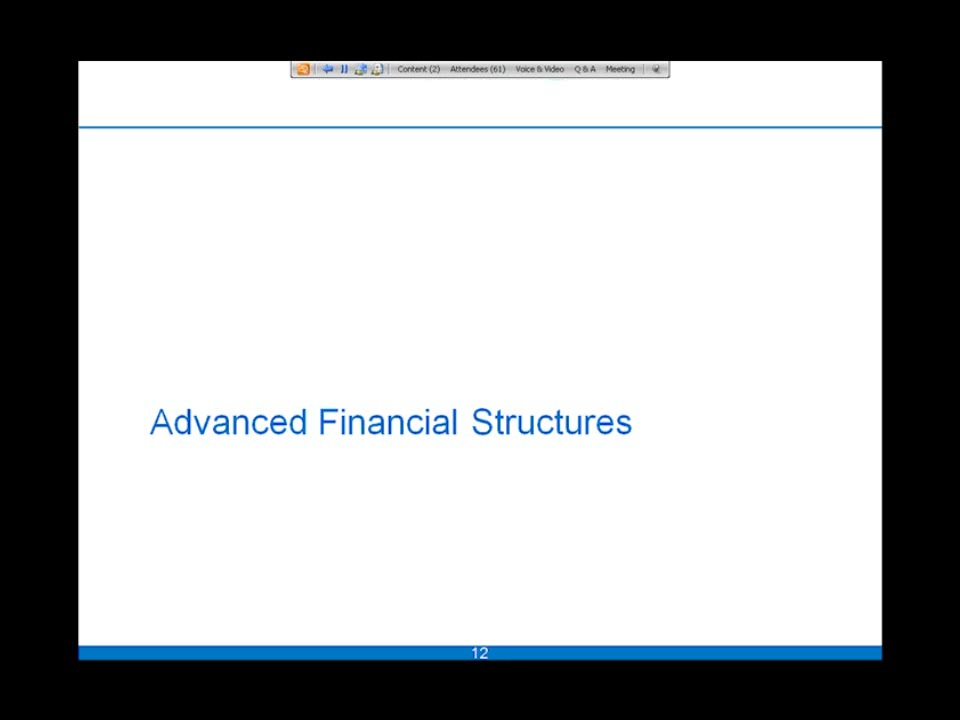 Content (2) Attendees (61) Voice & Video Q & A Meeting
Advanced Financial Structures
12